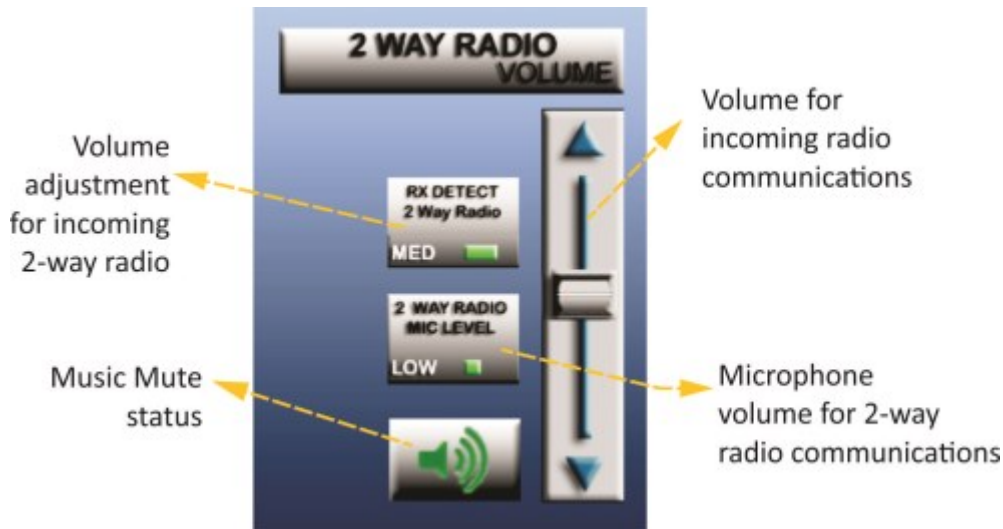 2 WAY RADIO
VOLUME
Volume
adjustment
for incoming
2-way radio
RX DETECT
2 Way Radio
MED
Volume for
incoming radio
communications
2 WAY RADIO
MIC LEVEL
LOW
Music Mute
status
Microphone
volume for 2-way
radio communications